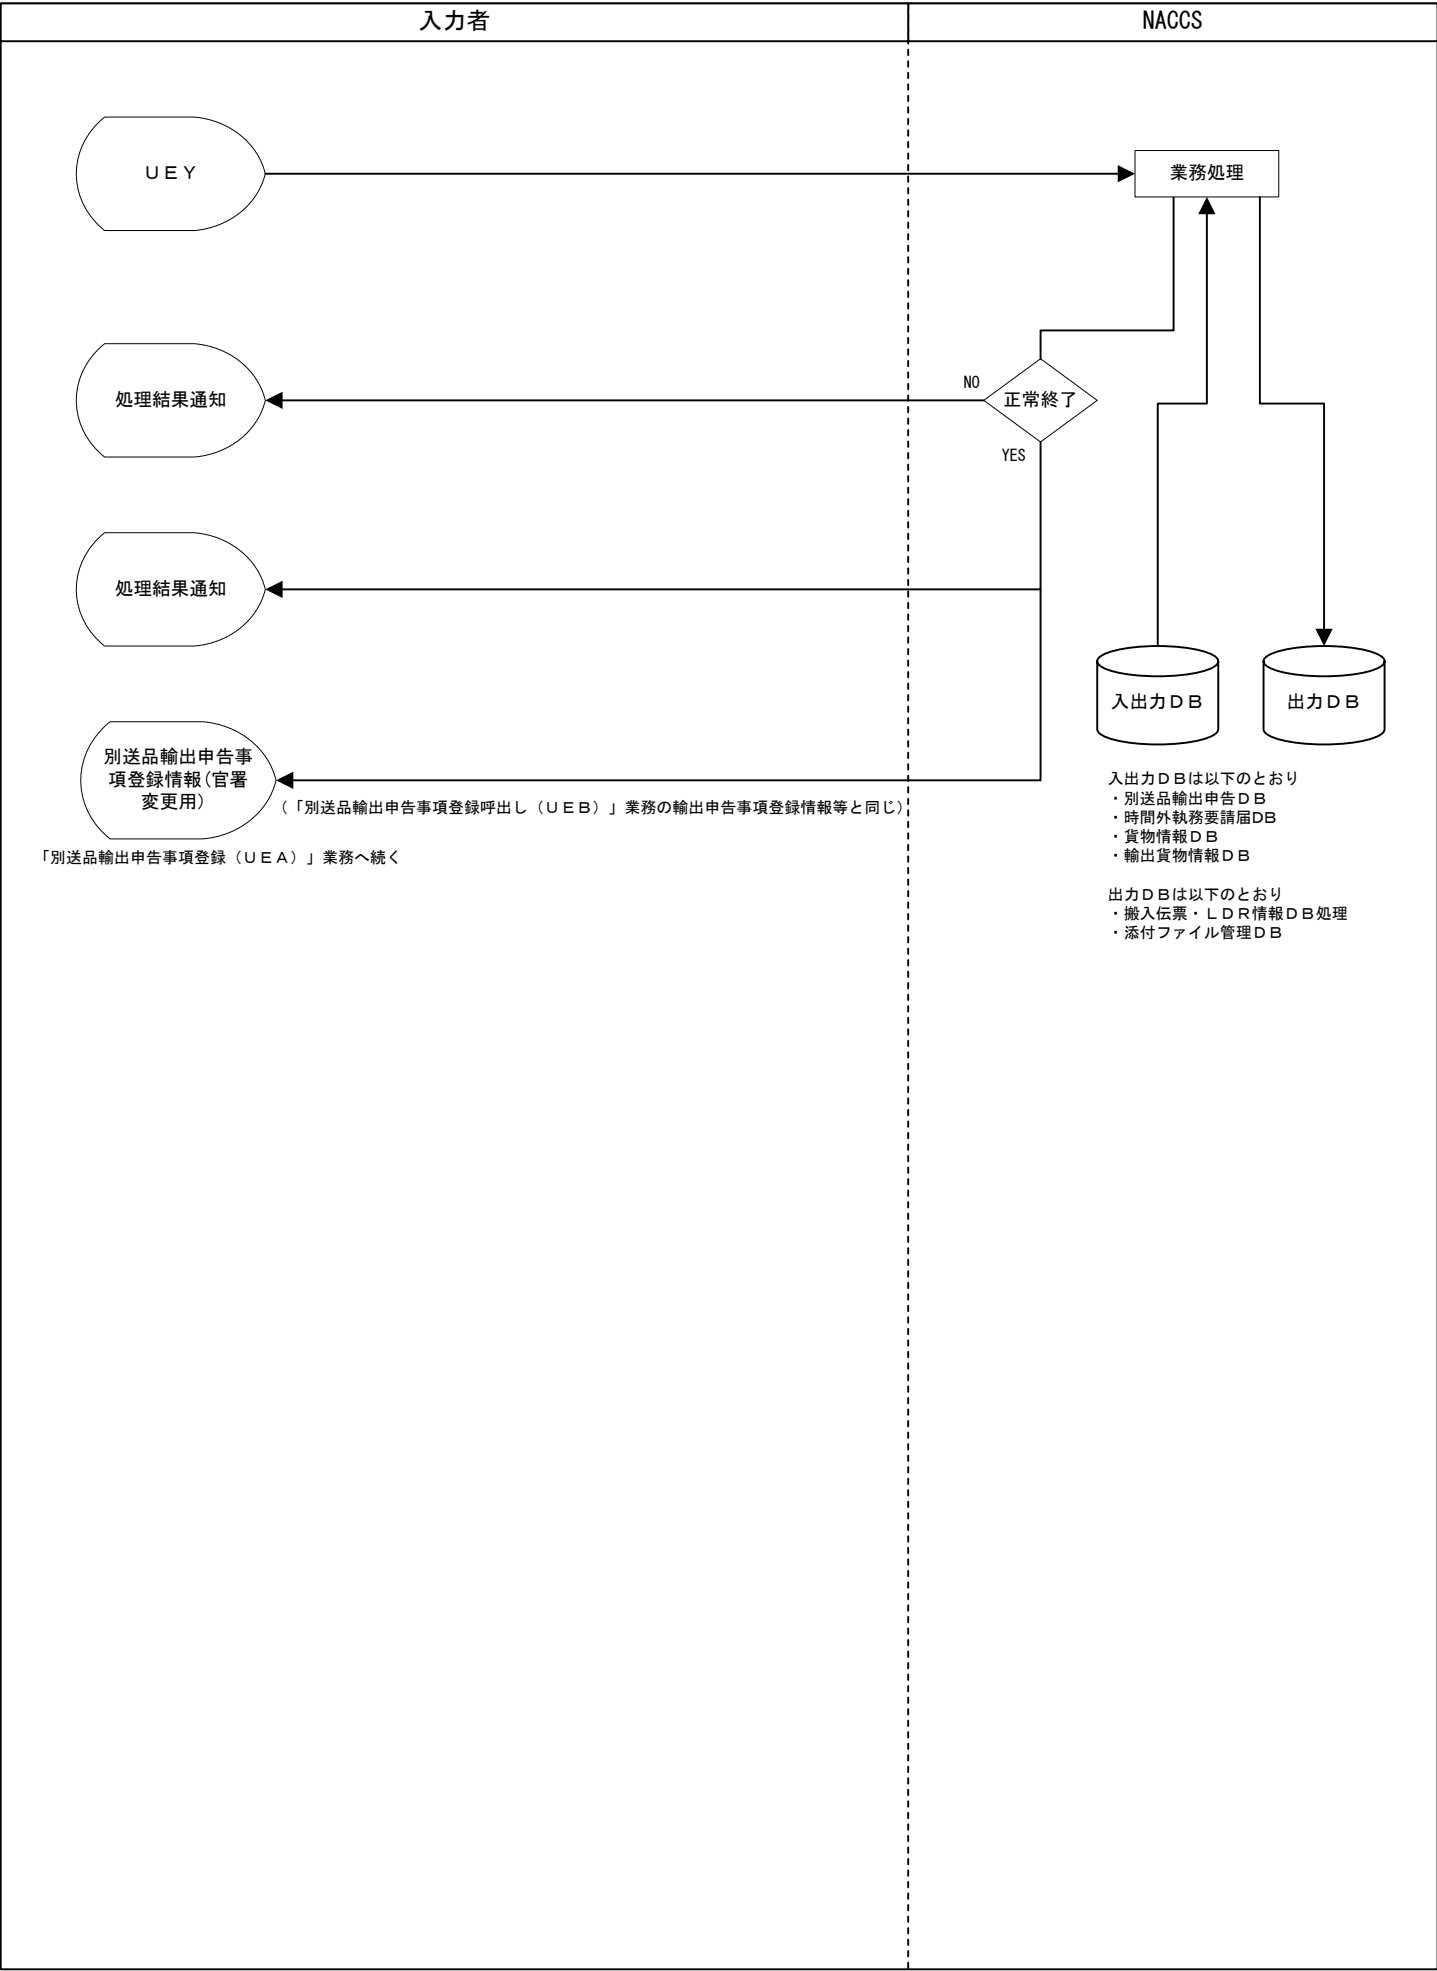 入力者
NACCS
ＵＥＹ
業務処理
処理結果通知
NO
正常終了
YES
処理結果通知
別送品輸出申告事
項登録情報(官署
変更用)
（「別送品輸出申告事項登録呼出し（ＵＥＢ）」業務の輸出申告事項登録情報等と同じ）
「別送品輸出申告事項登録（ＵＥＡ）」業務へ続く
入出力ＤＢ
出力ＤＢ
入出力ＤＢは以下のとおり
・別送品輸出申告ＤＢ
・時間外執務要請届DB
・貨物情報ＤＢ
・輸出貨物情報ＤＢ
出力ＤＢは以下のとおり
・搬入伝票・ＬＤＲ情報ＤＢ処理
・添付ファイル管理ＤＢ